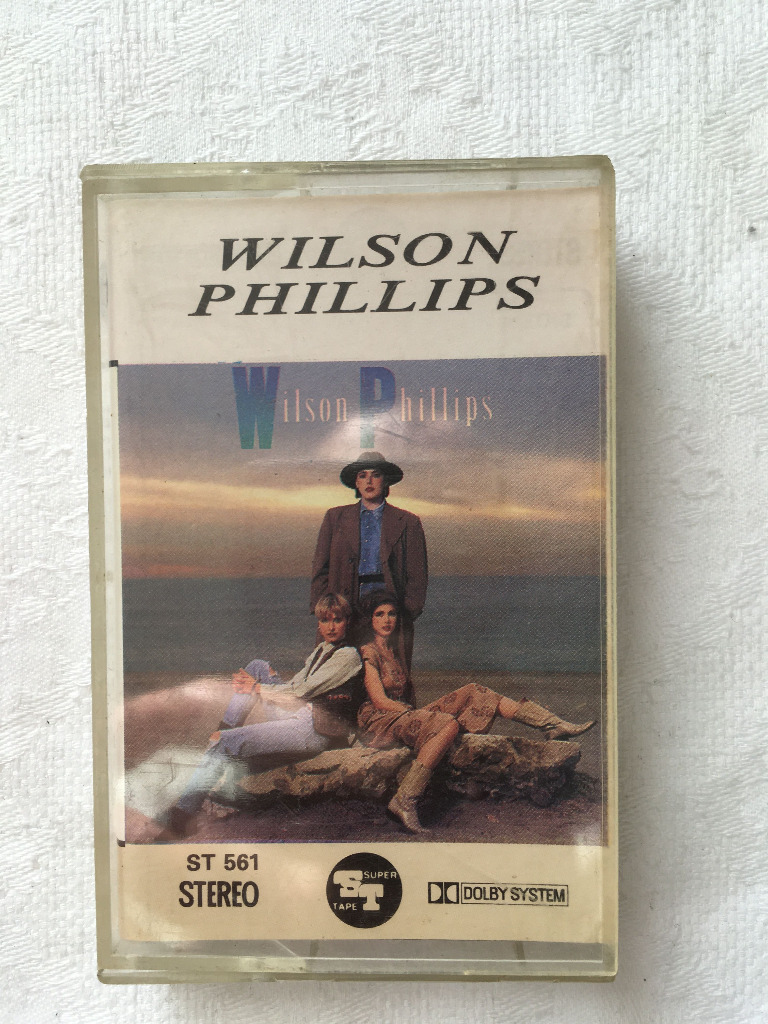 WILSON
PHILLIPS
Wilson Phillips
ST 561
STEREO
ST SUPER
TAPE
DOLBY SYSTEM